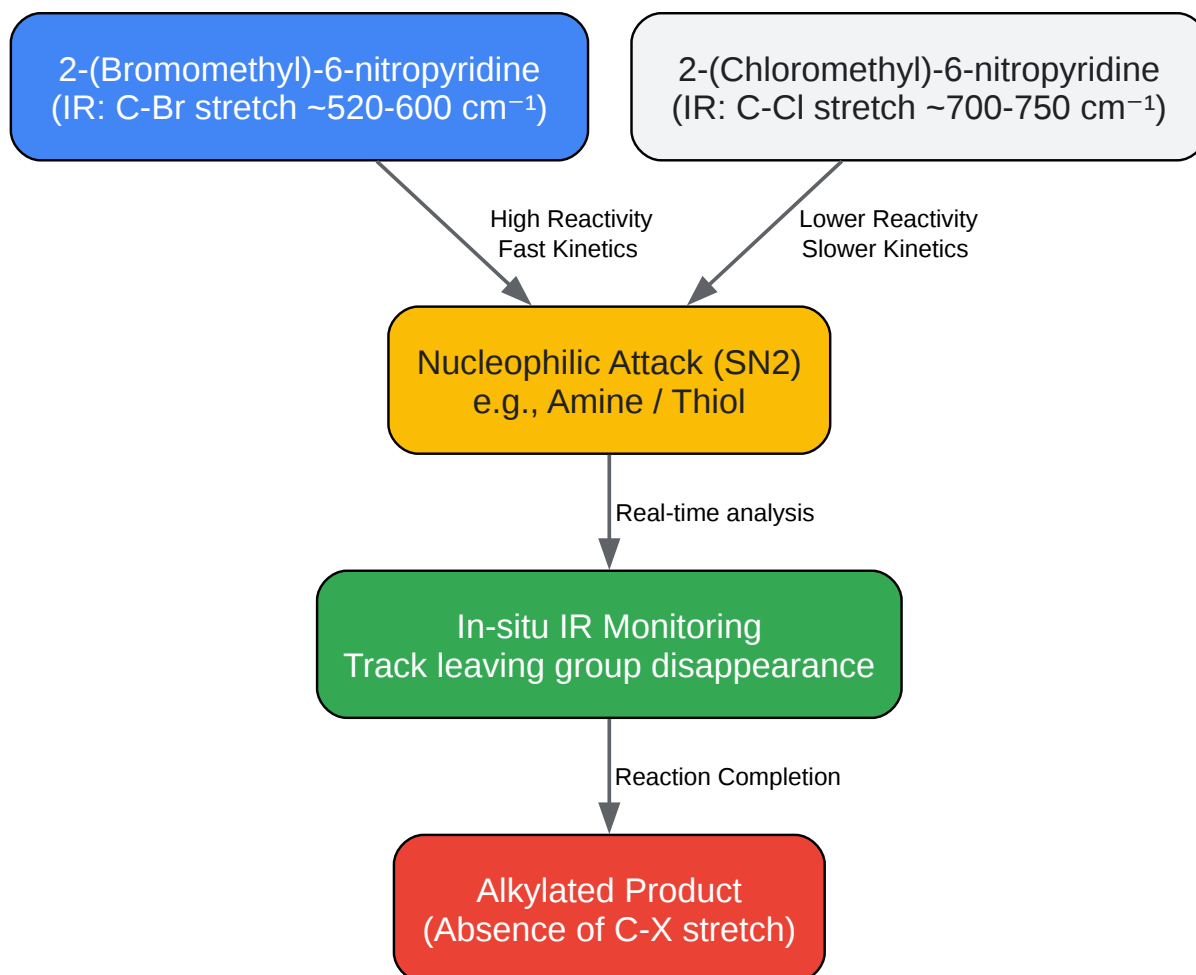 2-(Bromomethyl)-6-nitropyridine
(IR: C-Br stretch ~520-600 cm⁻¹)
2-(Chloromethyl)-6-nitropyridine
(IR: C-Cl stretch ~700-750 cm⁻¹)
High Reactivity
Fast Kinetics
Lower Reactivity
Slower Kinetics
Nucleophilic Attack (SN2)
e.g., Amine / Thiol
Real-time analysis
In-situ IR Monitoring
Track leaving group disappearance
Reaction Completion
Alkylated Product
(Absence of C-X stretch)